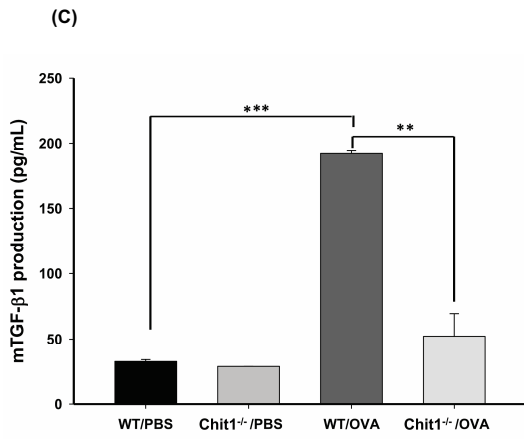 (C)
mTGF-β1 production (pg/mL)
250
200
150
100
50
0
***
**
WT/PBS
Chit1-/- /PBS
WT/OVA
Chit1-/- /OVA